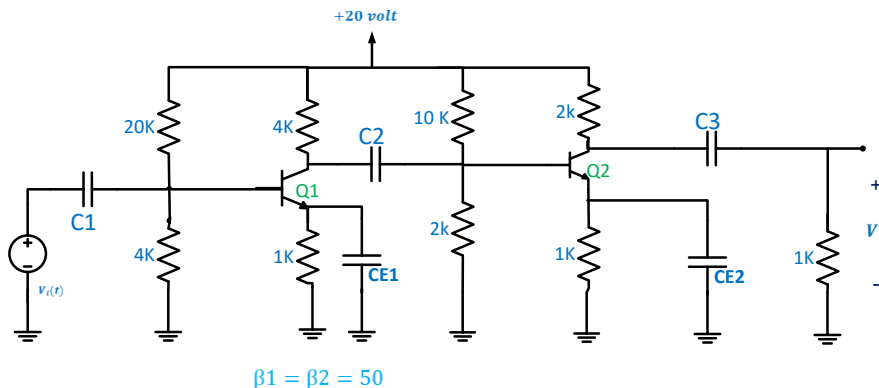 +20 volt
20K
4K
C2
10 K
2k
C3
Q1
Q2
C1
+
V
-
4K
1K
CE1
2k
1K
CE2
1K
+
-
V_i(t)
β1 = β2 = 50